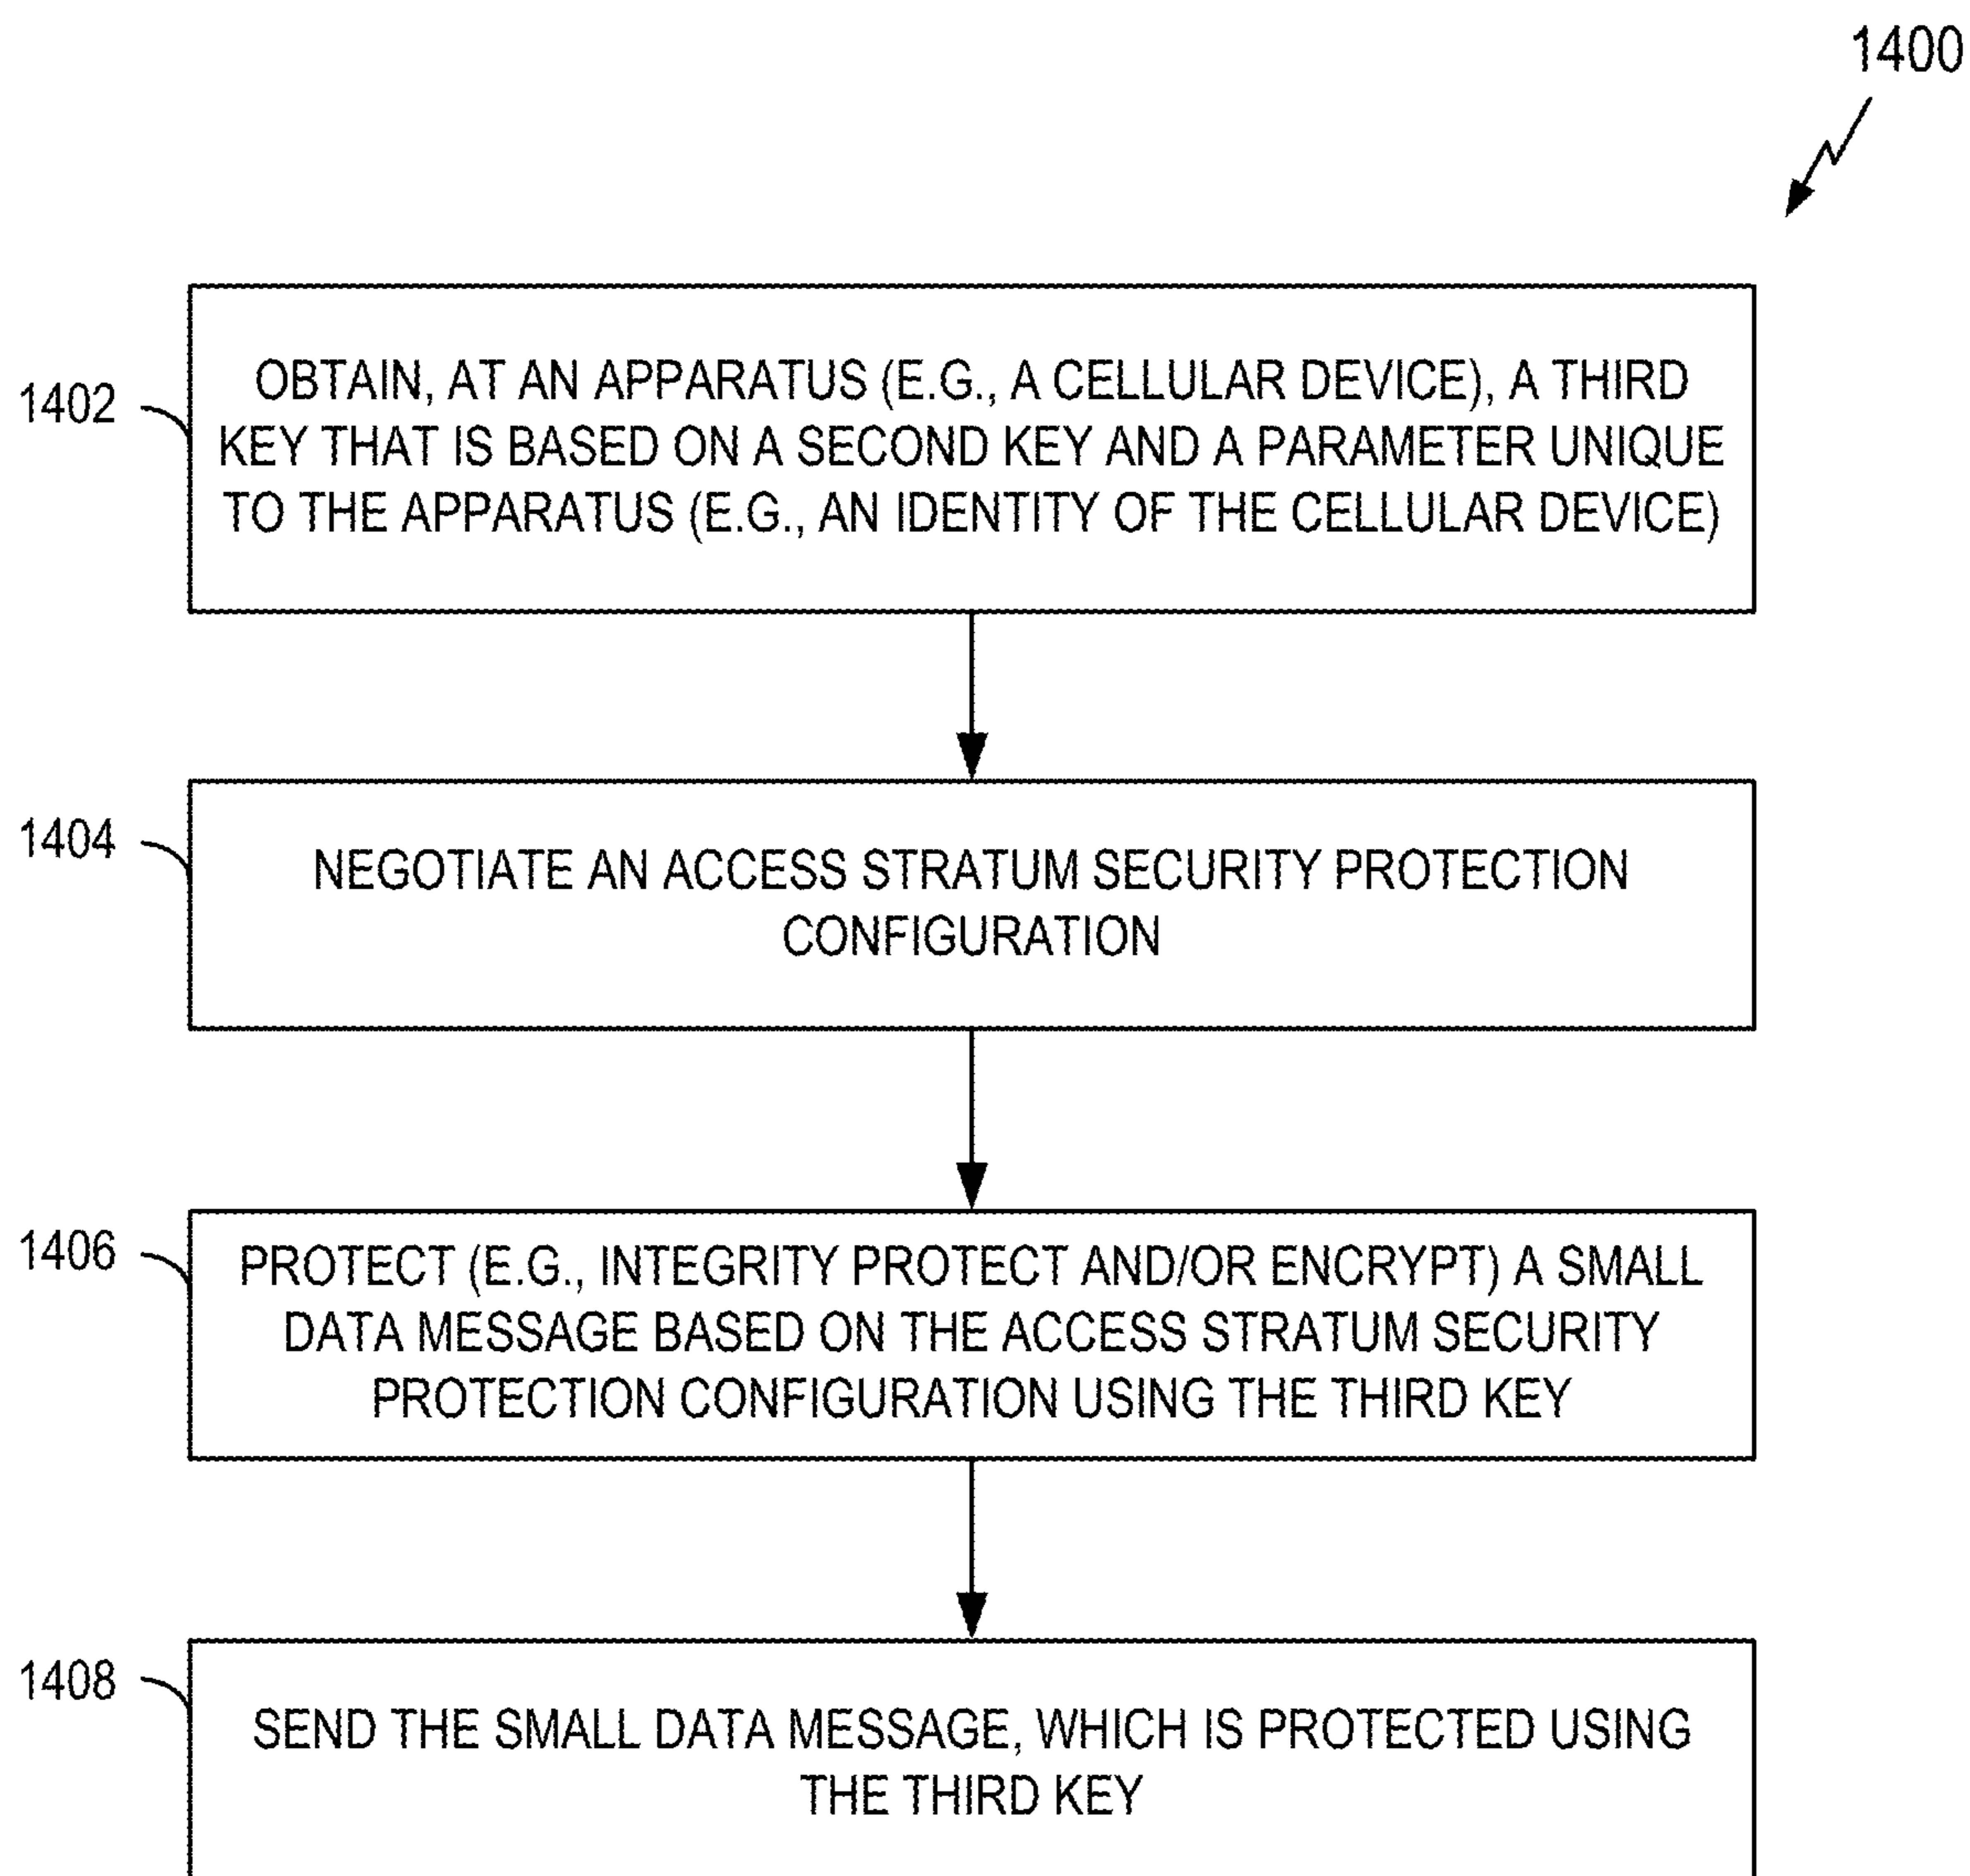 1400
1402
OBTAIN, AT AN APPARATUS (E.G., A CELLULAR DEVICE), A THIRD
KEY THAT IS BASED ON A SECOND KEY AND A PARAMETER UNIQUE
TO THE APPARATUS (E.G., AN IDENTITY OF THE CELLULAR DEVICE)
1404
NEGOTIATE AN ACCESS STRATUM SECURITY PROTECTION
CONFIGURATION
1406
PROTECT (E.G., INTEGRITY PROTECT AND/OR ENCRYPT) A SMALL
DATA MESSAGE BASED ON THE ACCESS STRATUM SECURITY
PROTECTION CONFIGURATION USING THE THIRD KEY
1408
SEND THE SMALL DATA MESSAGE, WHICH IS PROTECTED USING
THE THIRD KEY